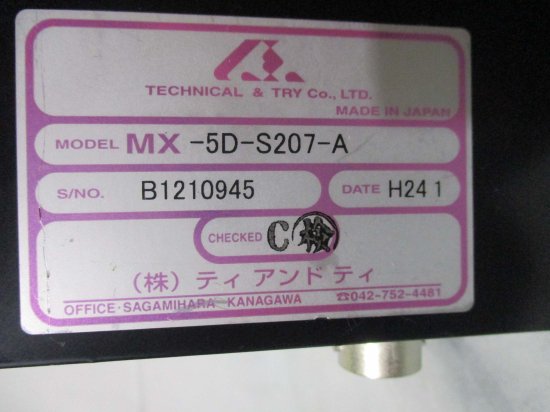 TECHNICAL & TRY Co., LTD.
MADE IN JAPAN
MODEL MX -5D-S207-A
S/NO. B1210945
DATE H24 1
CHECKED C 検
(株) ティ アンド ティ
OFFICE・SAGAMIHARA KANAGAWA
☎042-752-4481